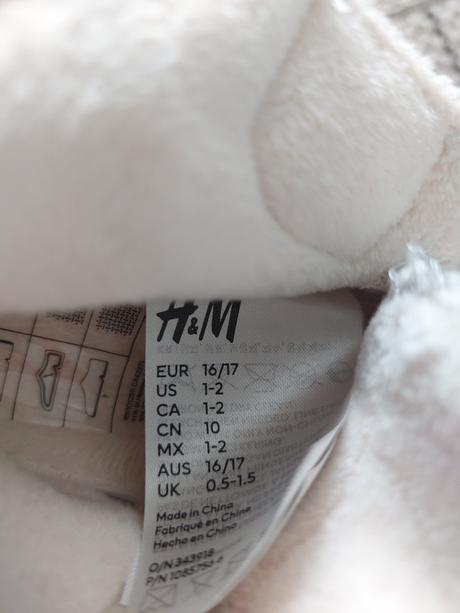 H&M
EUR 16/17
US 1-2
CA 1-2
CN 10
MX 1-2
AUS 16/17
UK 0.5-1.5
Made in China
Fabriqué en Chine
Hecho en China
O/N 343918